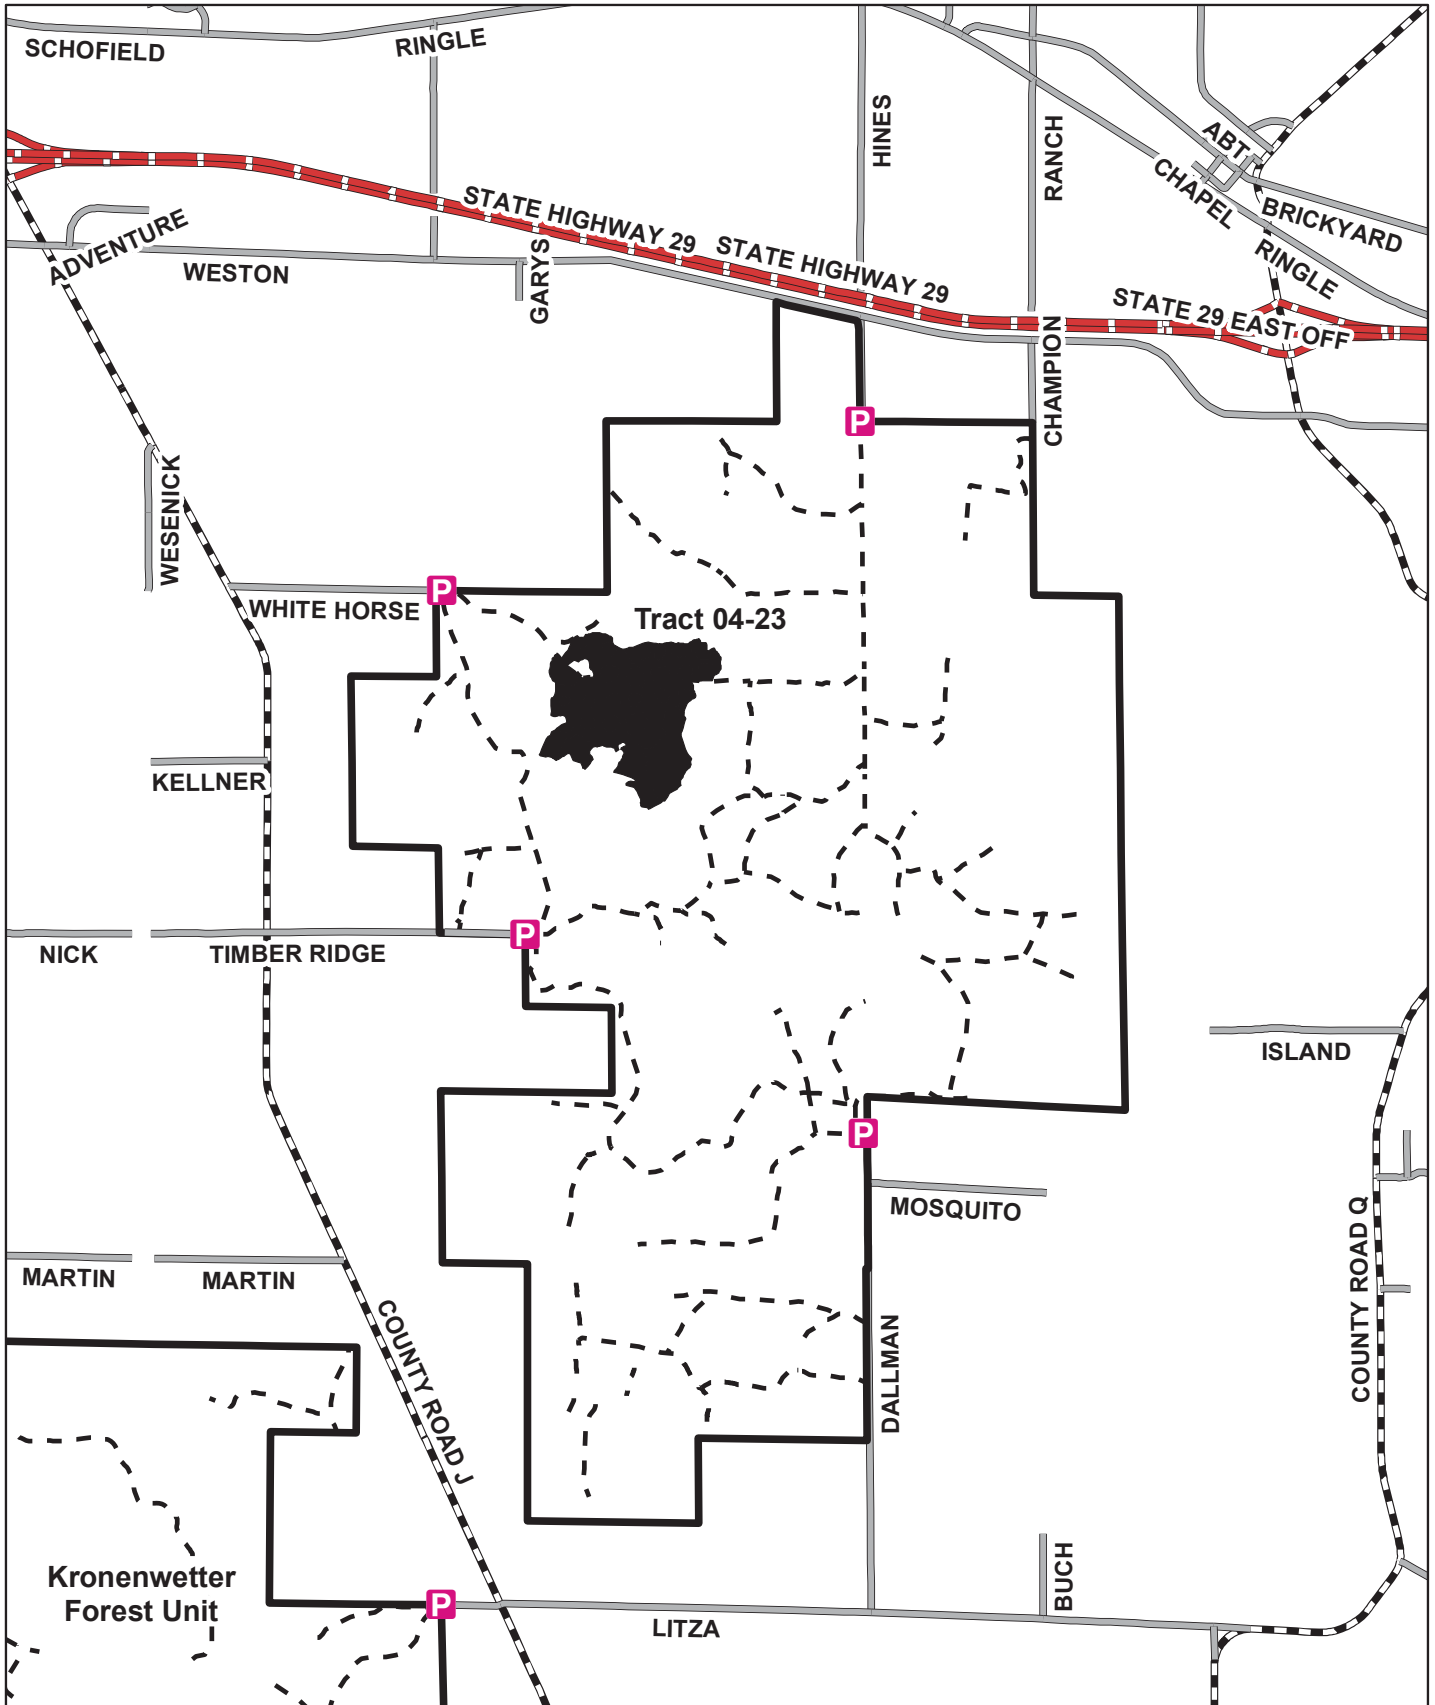 SCHOFIELD
RINGLE
HINES
RANCH
ABT
CHAPEL
BRICKYARD
RINGLE
STATE HIGHWAY 29
STATE HIGHWAY 29
STATE 29 EAST OFF
ADVENTURE
WESTON
GARYS
CHAMPION
P
WESENICK
P
WHITE HORSE
Tract 04-23
KELLNER
P
NICK
TIMBER RIDGE
ISLAND
P
MOSQUITO
COUNTY ROAD Q
MARTIN
MARTIN
COUNTY ROAD J
DALLMAN
Kronenwetter
Forest Unit
P
BUCH
LITZA